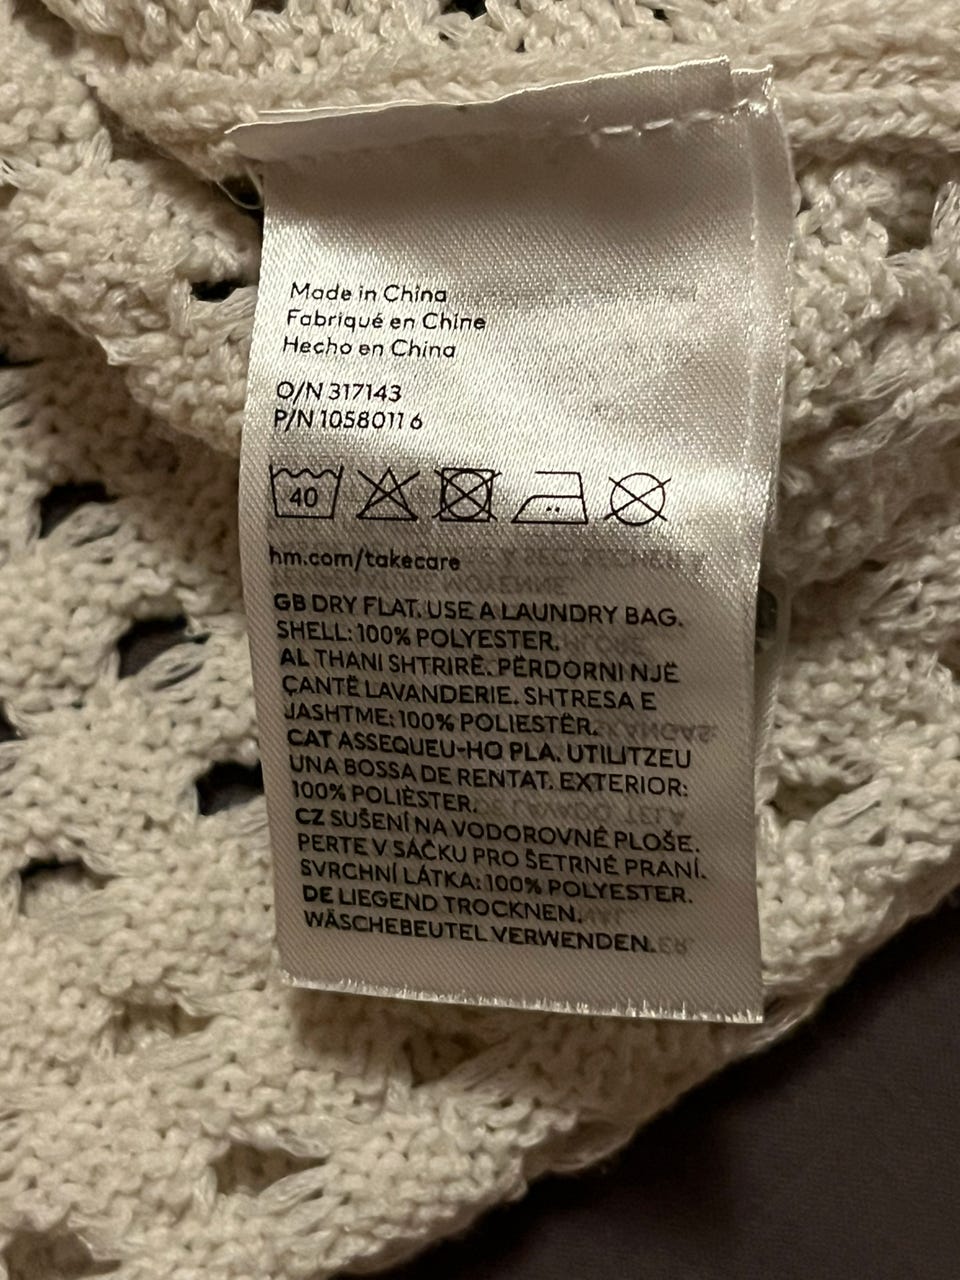 Made in China
Fabriqué en Chine
Hecho en China
O/N 317143
P/N 1058011 6
40
hm.com/takecare
GB DRY FLAT. USE A LAUNDRY BAG.
SHELL: 100% POLYESTER.
AL THANI SHTRIRË. PËRDORNI NJË
ÇANTË LAVANDERIE. SHTRESA E
JASHTME: 100% POLIESTËR.
CAT ASSEQUEU-HO PLA. UTILITZEU
UNA BOSSA DE RENTAT. EXTERIOR:
100% POLIÈSTER.
CZ SUŠENÍ NA VODOROVNÉ PLOŠE.
PERTE V SÁČKU PRO ŠETRNÉ PRANÍ.
SVRCHNÍ LÁTKA: 100% POLYESTER.
DE LIEGEND TROCKNEN.
WÄSCHEBEUTEL VERWENDEN.